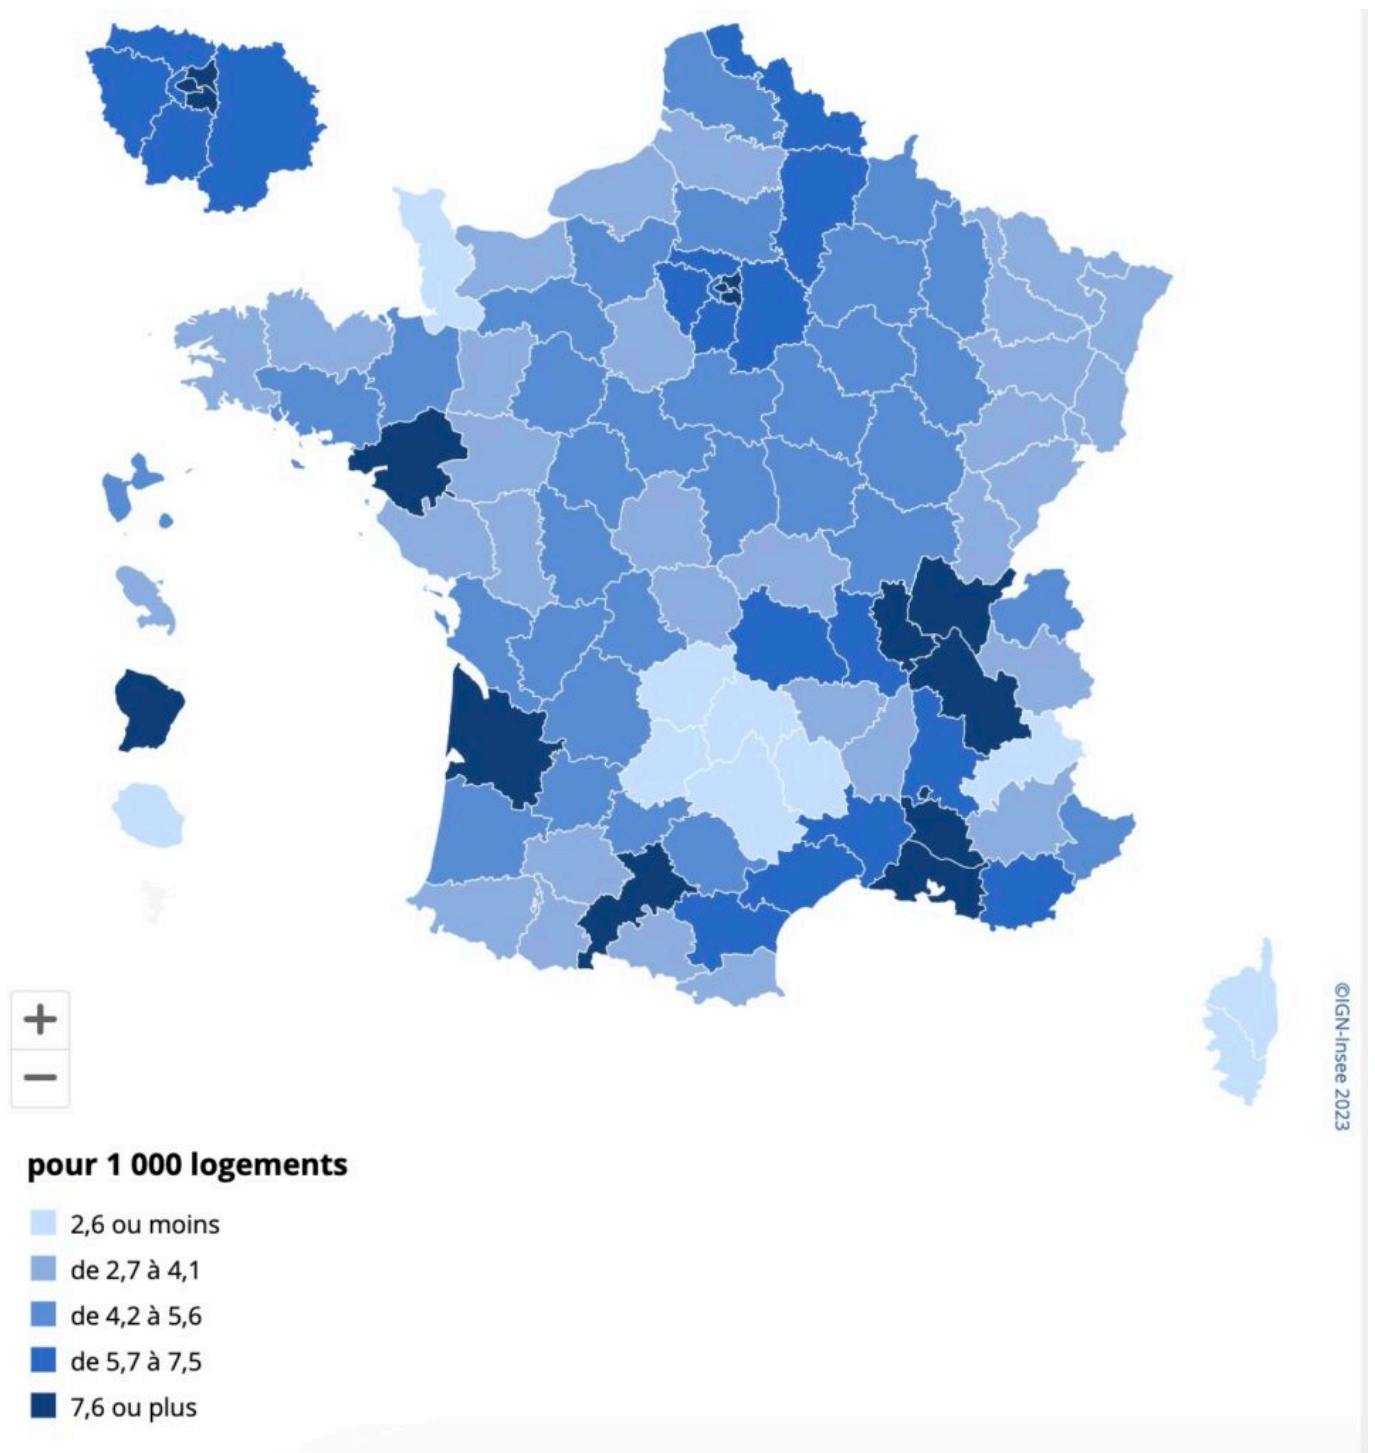 ©IGN-Insee 2023
pour 1 000 logements
2,6 ou moins
de 2,7 à 4,1
de 4,2 à 5,6
de 5,7 à 7,5
7,6 ou plus